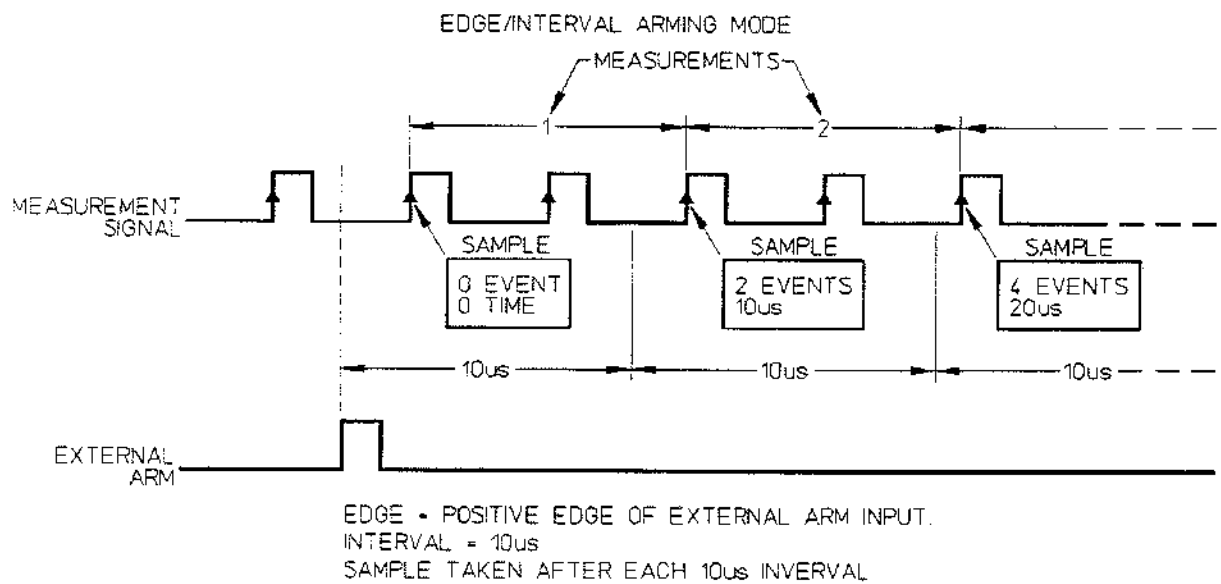 EDGE/INTERVAL ARMING MODE
MEASUREMENTS
1
2
MEASUREMENT
SIGNAL
SAMPLE
0 EVENT
0 TIME
SAMPLE
2 EVENTS
10us
SAMPLE
4 EVENTS
20us
10us
10us
10us
EXTERNAL
ARM
EDGE = POSITIVE EDGE OF EXTERNAL ARM INPUT.
INTERVAL = 10us
SAMPLE TAKEN AFTER EACH 10us INVERVAL